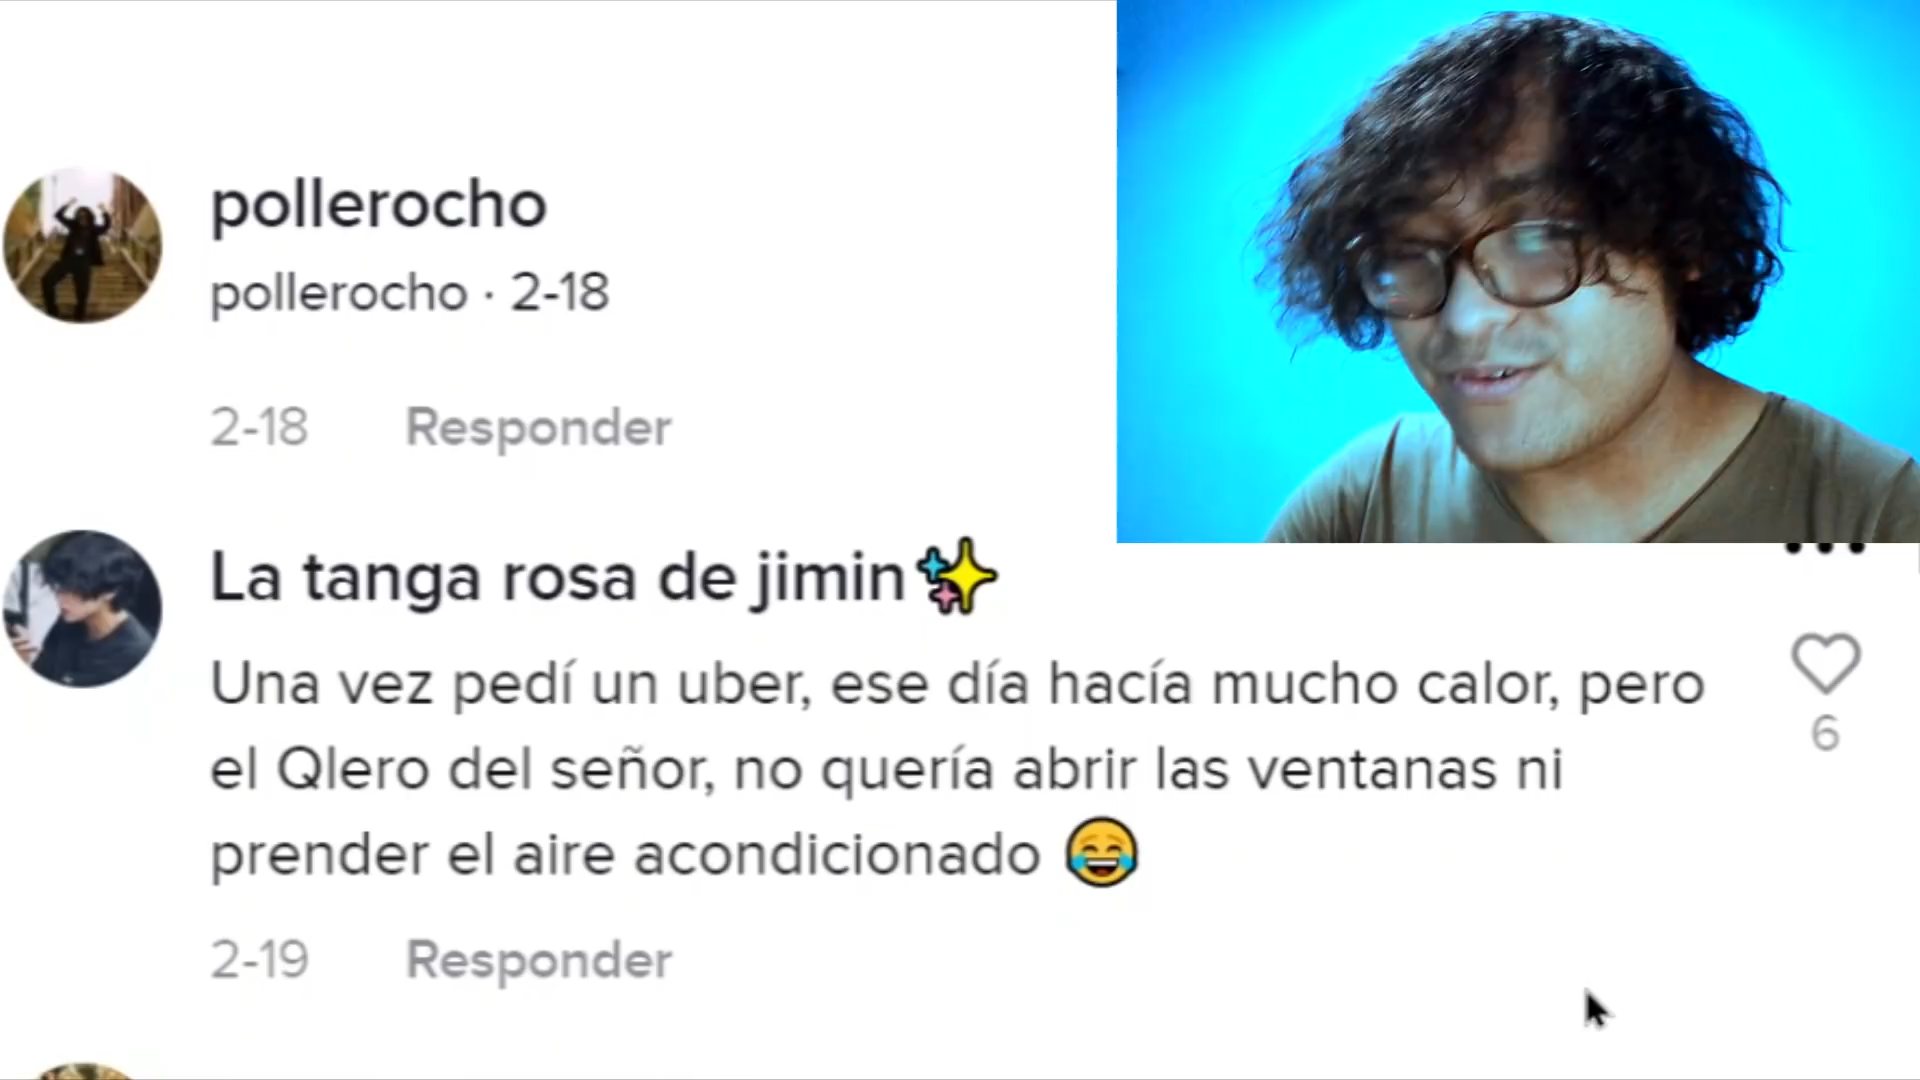 pollerocho
pollerocho · 2-18
2-18 Responder
La tanga rosa de jimin✨
Una vez pedí un uber, ese día hacía mucho calor, pero
el Qlero del señor, no quería abrir las ventanas ni
prender el aire acondicionado 😂
6
2-19 Responder